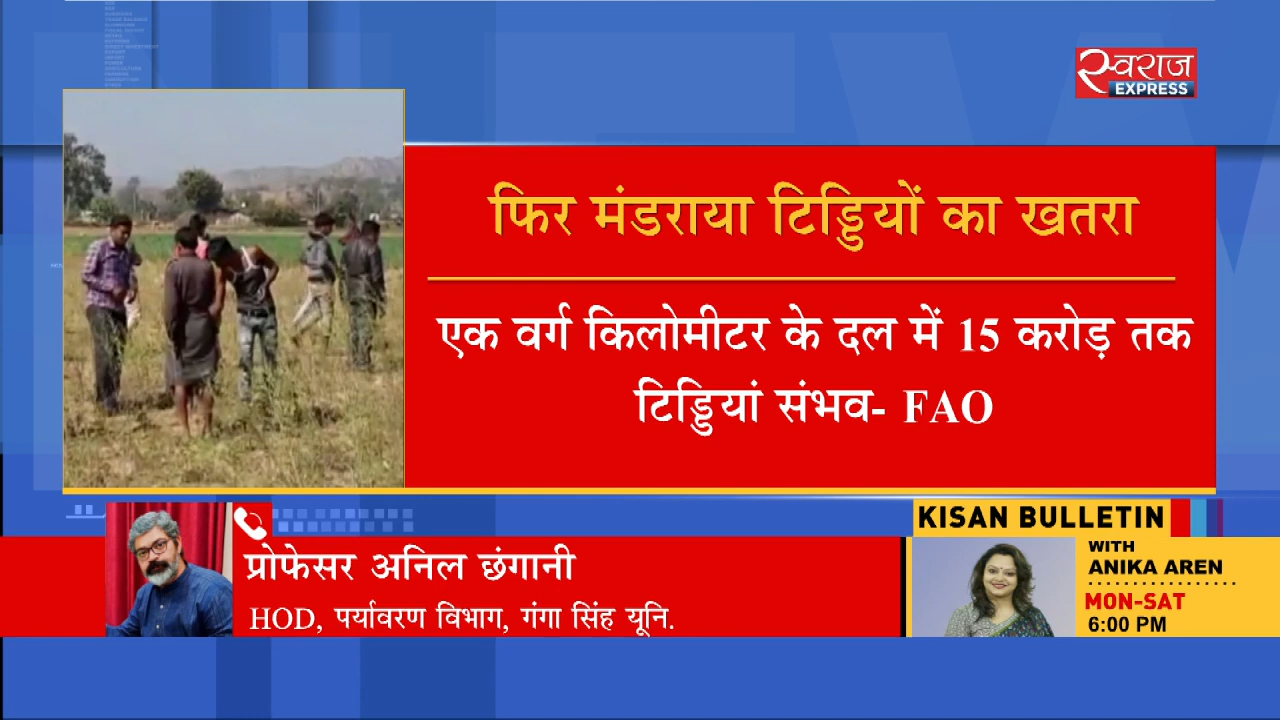 स्वराज
EXPRESS
फिर मंडराया टिड्डियों का खतरा
एक वर्ग किलोमीटर के दल में 15 करोड़ तक
टिड्डियां संभव- FAO
KISAN BULLETIN
WITH
ANIKA AREN
MON-SAT
6:00 PM
प्रोफेसर अनिल छंगानी
HOD, पर्यावरण विभाग, गंगा सिंह यूनि.